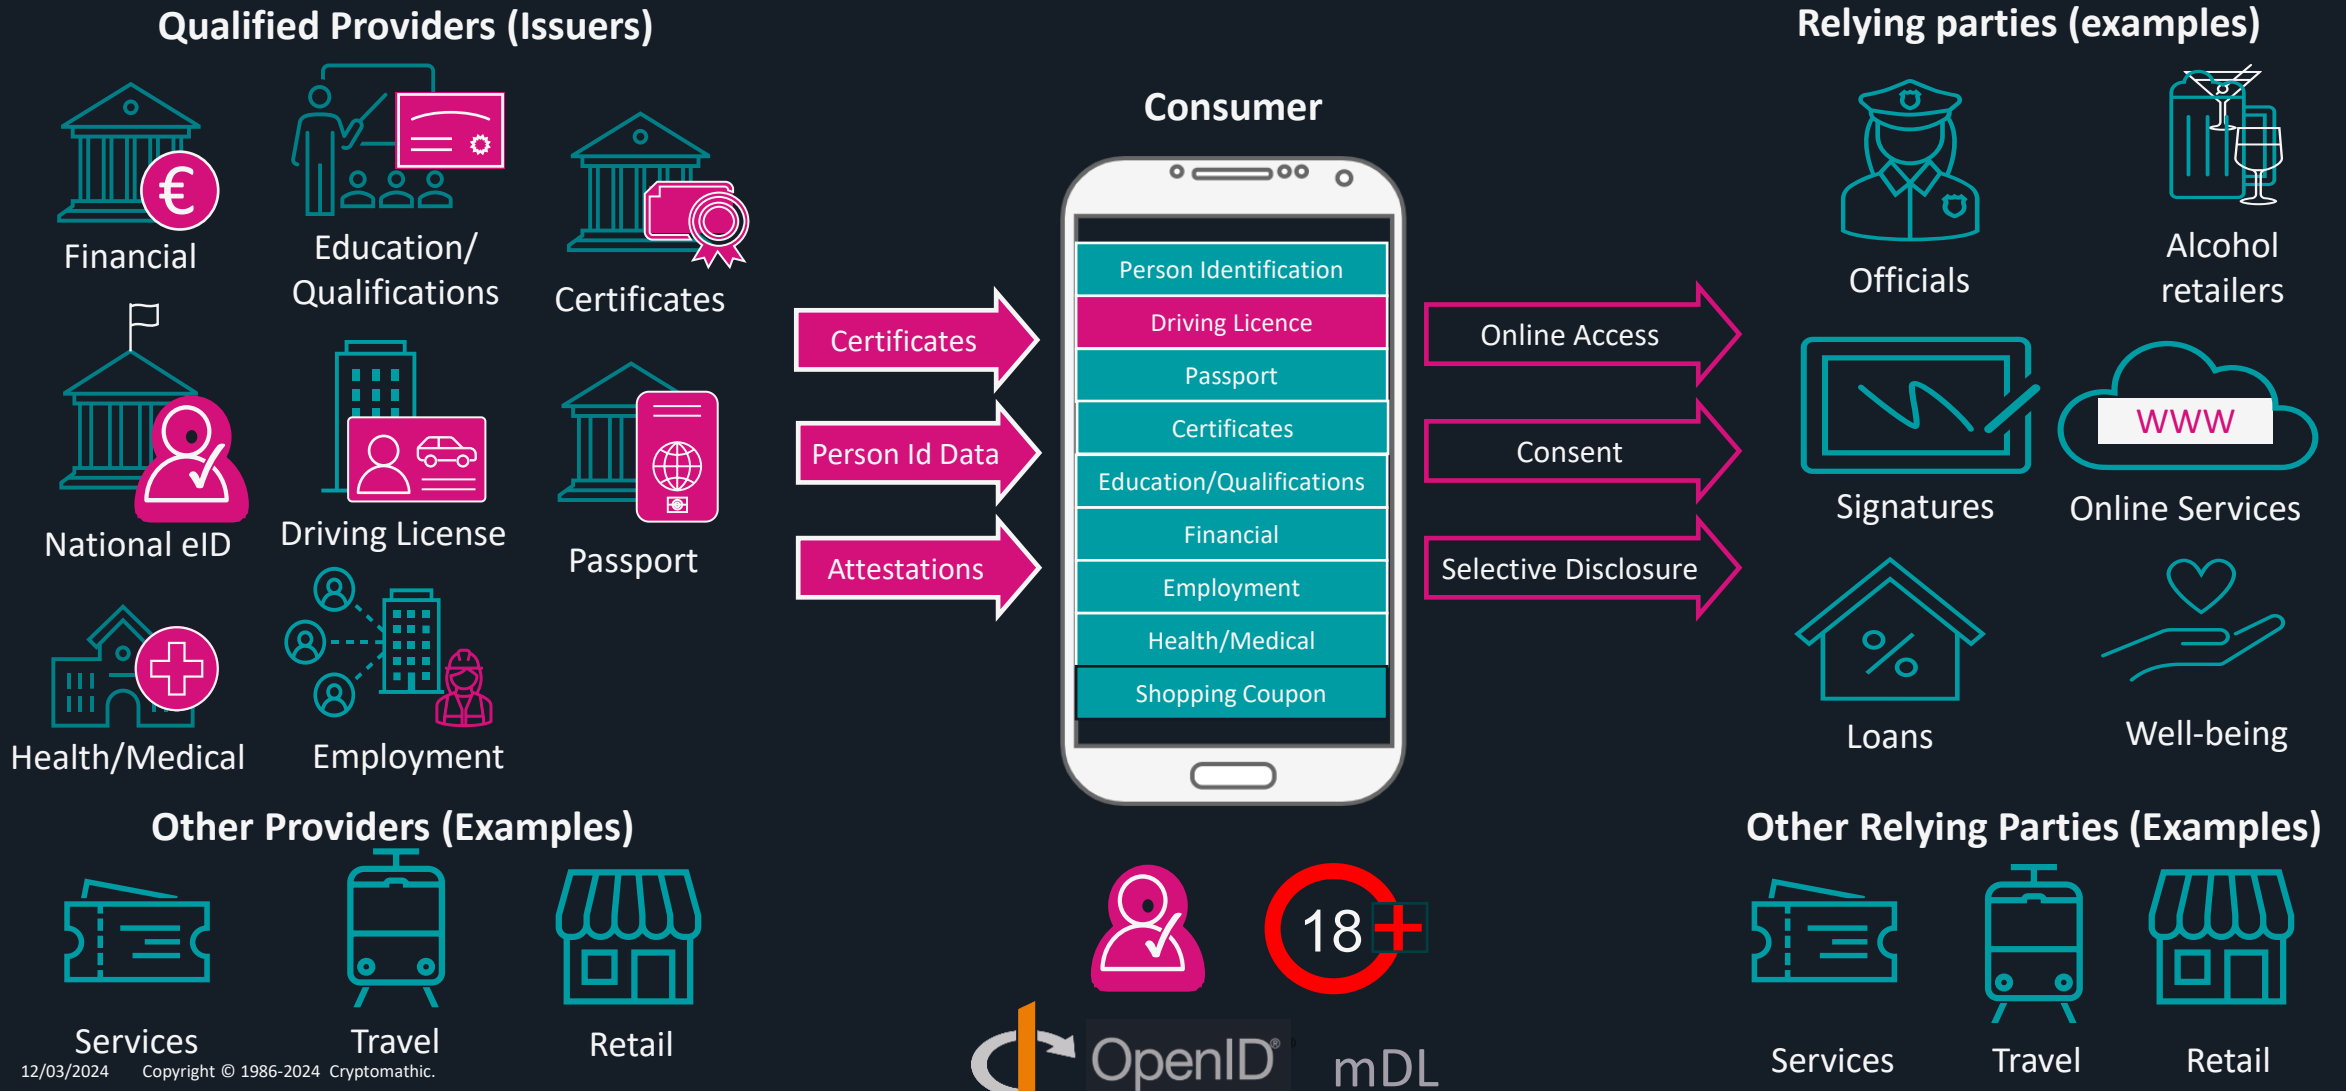 Qualified Providers (Issuers)
€
Financial
Education/
Qualifications
Certificates
National eID
Driving License
Passport
Health/Medical
Employment
Other Providers (Examples)
Services
Travel
Retail
12/03/2024
Copyright © 1986-2024 Cryptomathic.
Certificates
Person Id Data
Attestations
Consumer
Person Identification
Driving Licence
Passport
Certificates
Education/Qualifications
Financial
Employment
Health/Medical
Shopping Coupon
Online Access
Consent
Selective Disclosure
18+
OpenID®
mDL
Relying parties (examples)
Officials
Alcohol
retailers
Signatures
WWW
Online Services
%
Loans
Well-being
Other Relying Parties (Examples)
Services
Travel
Retail